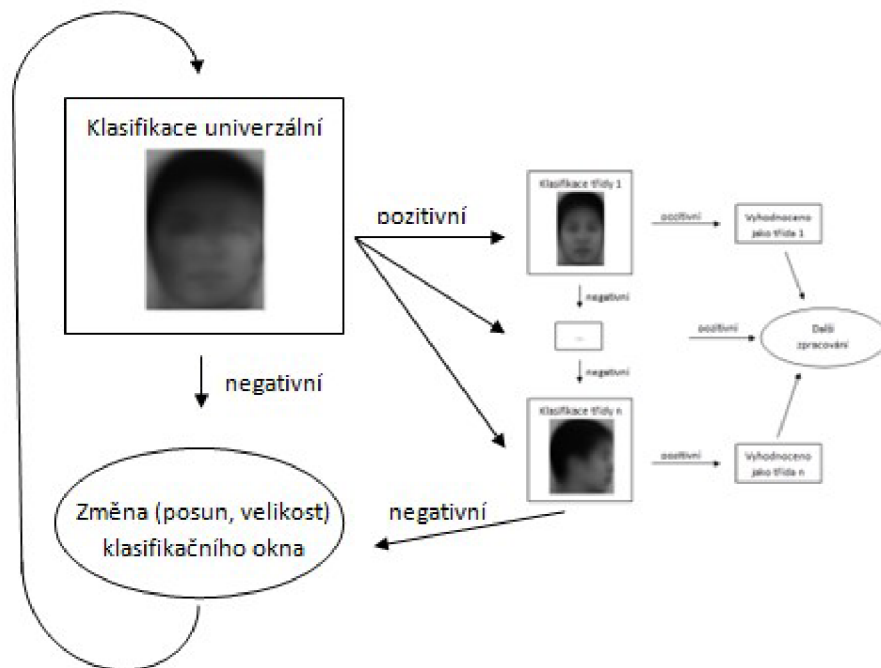 Klasifikace univerzální
pozitivní
negativní
Změna (posun, velikost)
klasifikačního okna
Klasifikace třídy 1
pozitivní
Vyhodnoceno
jako třída 1
negativní
...
pozitivní
Další
zpracování
negativní
Klasifikace třídy n
pozitivní
Vyhodnoceno
jako třída n
negativní